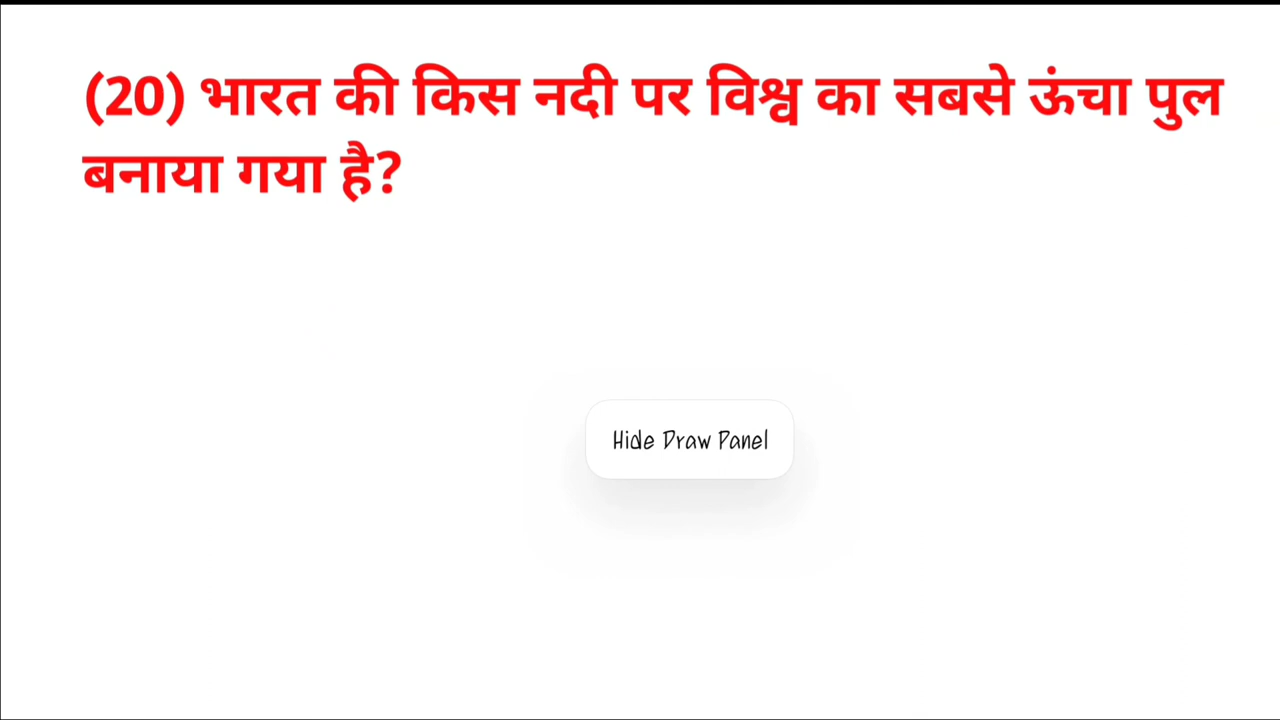 (20) भारत की किस नदी पर विश्व का सबसे ऊंचा पुल
बनाया गया है?
Hide Draw Panel